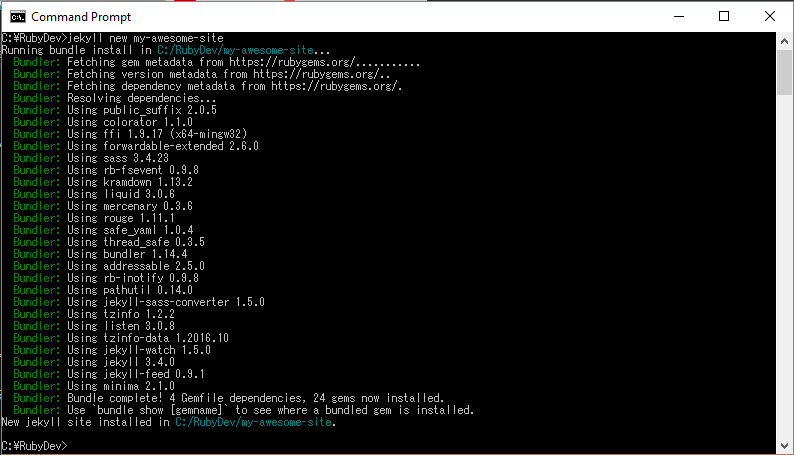 Command Prompt
C:¥RubyDev>jekyll new my-awesome-site
Running bundle install in C:/RubyDev/my-awesome-site...
Bundler: Fetching gem metadata from https://rubygems.org/...........
Bundler: Fetching version metadata from https://rubygems.org/..
Bundler: Fetching dependency metadata from https://rubygems.org/.
Bundler: Resolving dependencies...
Bundler: Using public_suffix 2.0.5
Bundler: Using colorator 1.1.0
Bundler: Using ffi 1.9.17 (x64-mingw32)
Bundler: Using forwardable-extended 2.6.0
Bundler: Using sass 3.4.23
Bundler: Using rb-fsevent 0.9.8
Bundler: Using kramdown 1.13.2
Bundler: Using liquid 3.0.6
Bundler: Using mercenary 0.3.6
Bundler: Using rouge 1.11.1
Bundler: Using safe_yaml 1.0.4
Bundler: Using thread_safe 0.3.5
Bundler: Using bundler 1.14.4
Bundler: Using addressable 2.5.0
Bundler: Using rb-inotify 0.9.8
Bundler: Using pathutil 0.14.0
Bundler: Using jekyll-sass-converter 1.5.0
Bundler: Using tzinfo 1.2.2
Bundler: Using listen 3.0.8
Bundler: Using tzinfo-data 1.2016.10
Bundler: Using jekyll-watch 1.5.0
Bundler: Using jekyll 3.4.0
Bundler: Using jekyll-feed 0.9.1
Bundler: Using minima 2.1.0
Bundler: Bundle complete! 4 Gemfile dependencies, 24 gems now installed.
Bundler: Use `bundle show [gemname]` to see where a bundled gem is installed.
New jekyll site installed in C:/RubyDev/my-awesome-site.
C:¥RubyDev>